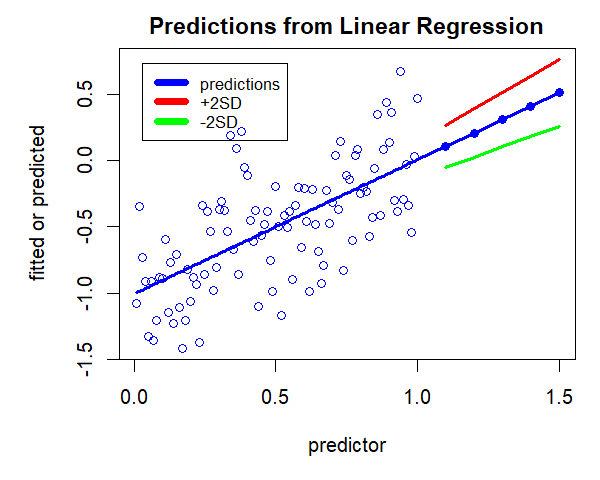 Predictions from Linear Regression
predictions
+2SD
-2SD
fitted or predicted
0.5
0.0
-0.5
-1.0
-1.5
0.0 0.5 1.0 1.5
predictor